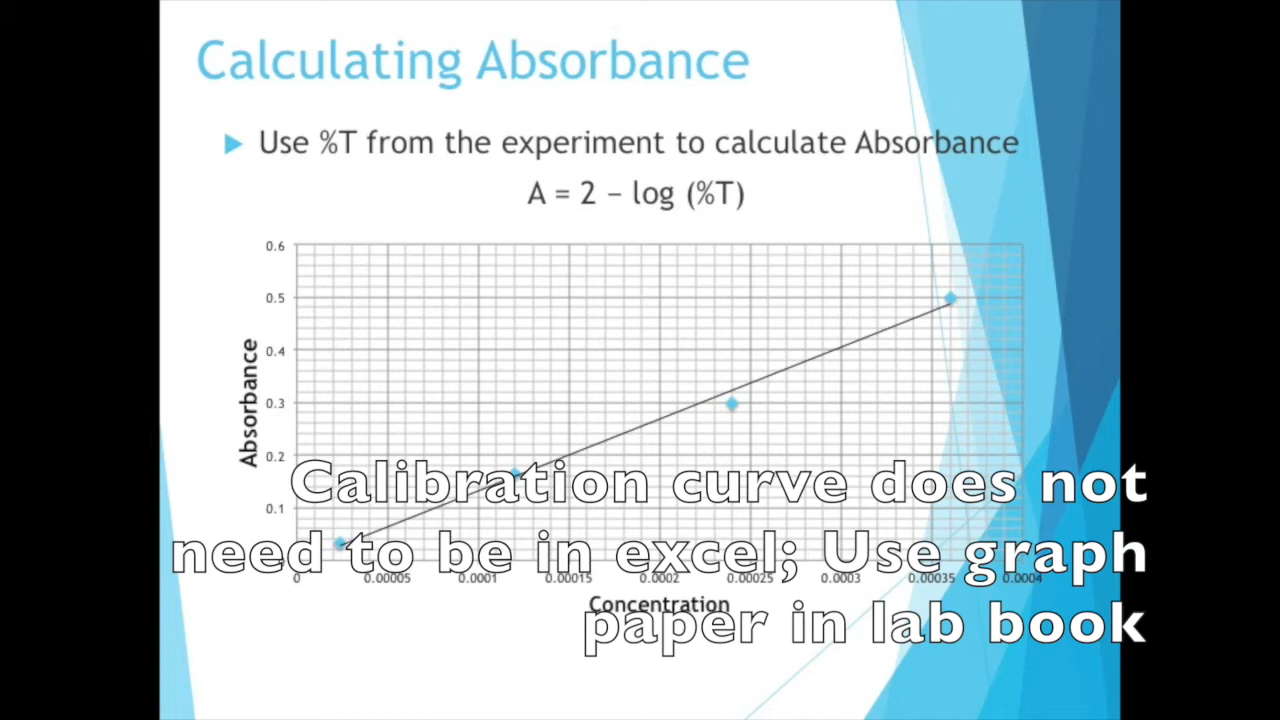 Calculating Absorbance
Use %T from the experiment to calculate Absorbance
A = 2 – log (%T)
0.6
0.5
0.4
0.3
0.2
0.1
Absorbance
0 0.00005 0.0001 0.00015 0.0002 0.00025 0.0003 0.00035 0.0004
Concentration
Calibration curve does not
need to be in excel; Use graph
paper in lab book